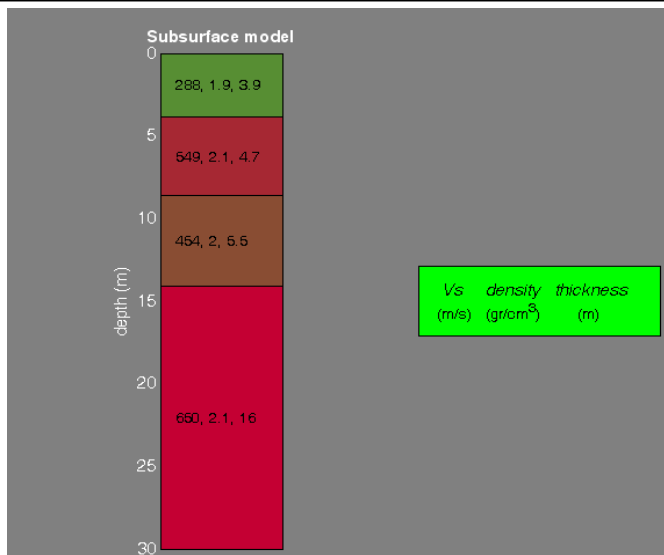 Subsurface model
0
288, 1.9, 3.9
5
549, 2.1, 4.7
10
454, 2, 5.5
depth (m)
15
20
650, 2.1, 16
25
30
Vs density thickness
(m/s) (gr/cm³) (m)